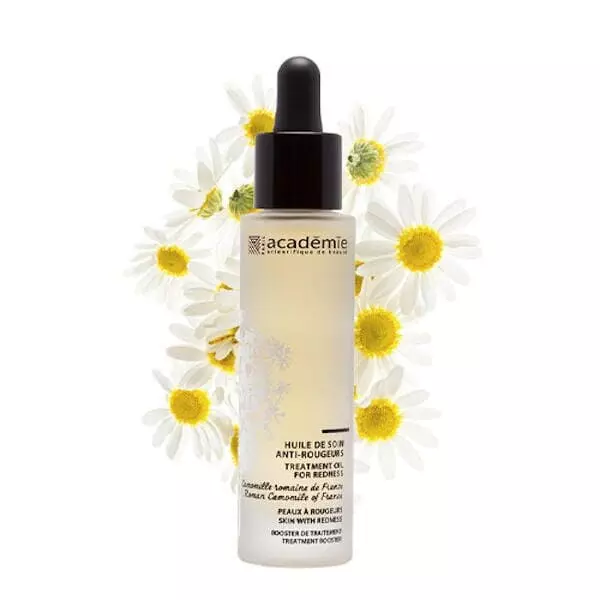 PARIS
académie
scientifique de beauté
HUILE DE SOIN
ANTI-ROUGEURS
TREATMENT OIL
FOR REDNESS
Camomille romaine de France
Roman Camomile of France
PEAUX À ROUGEURS
SKIN WITH REDNESS
BOOSTER DE TRAITEMENT
TREATMENT BOOSTER